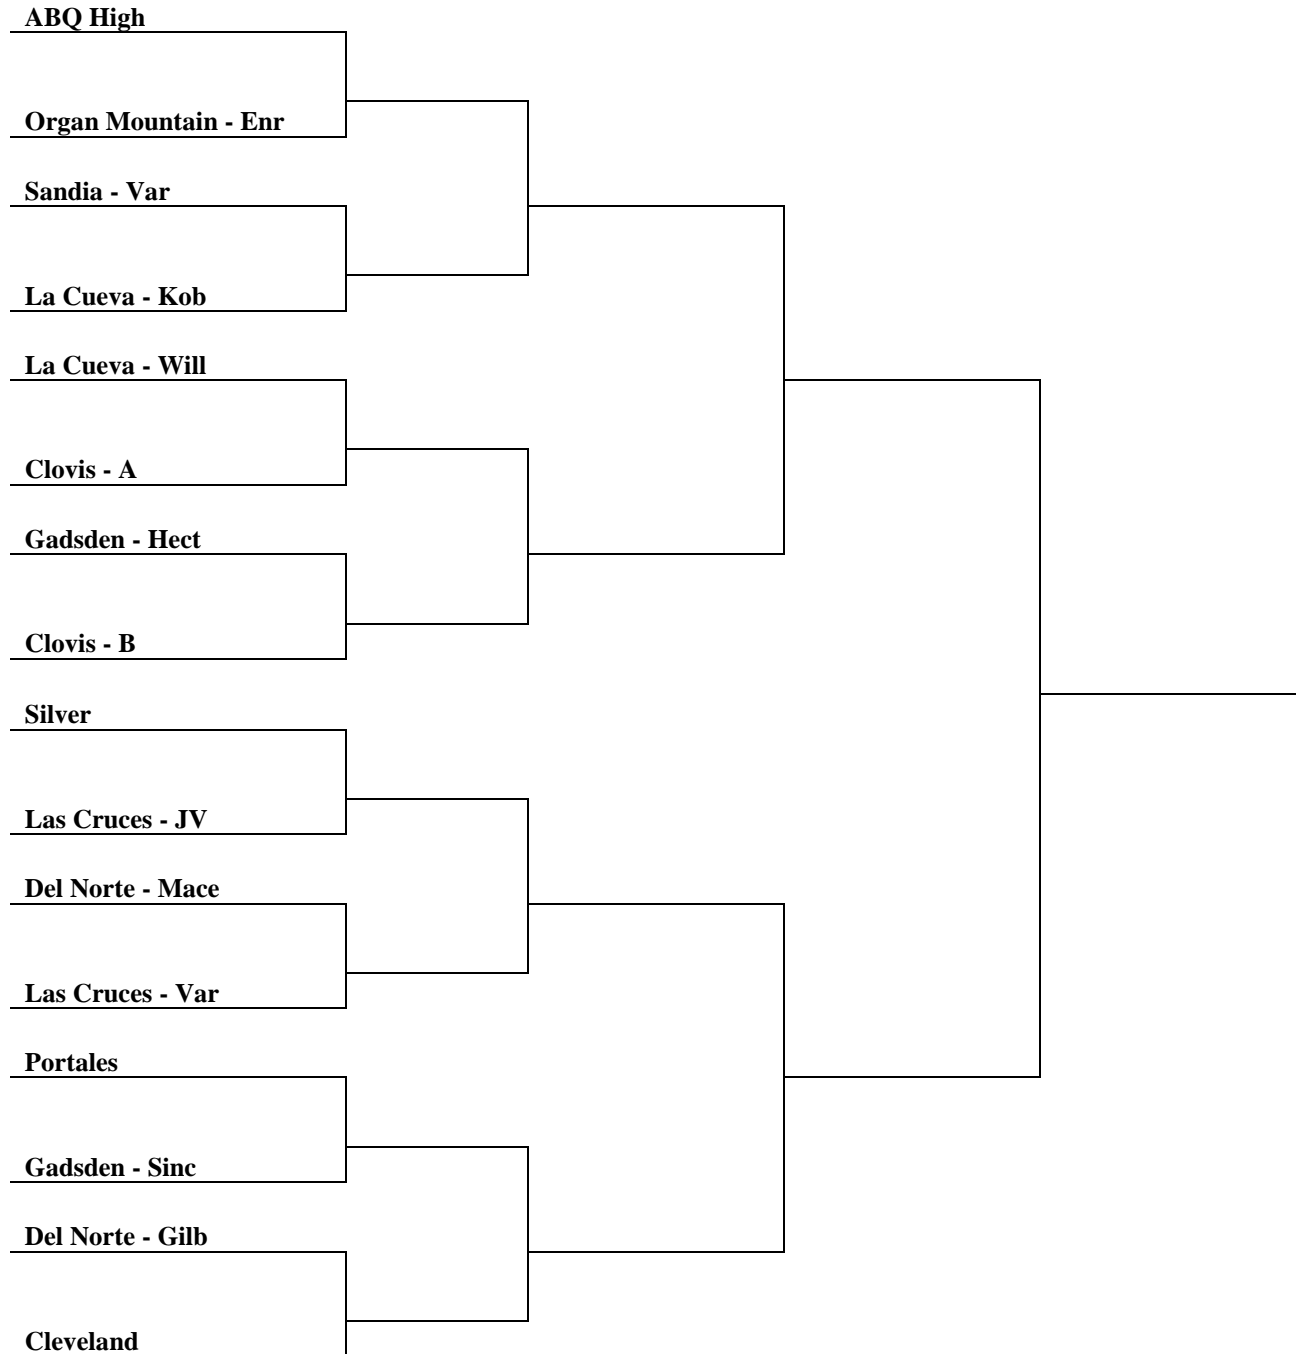 ABQ High
Organ Mountain - Enr
Sandia - Var
La Cueva - Kob
La Cueva - Will
Clovis - A
Gadsden - Hect
Clovis - B
Silver
Las Cruces - JV
Del Norte - Mace
Las Cruces - Var
Portales
Gadsden - Sinc
Del Norte - Gilb
Cleveland